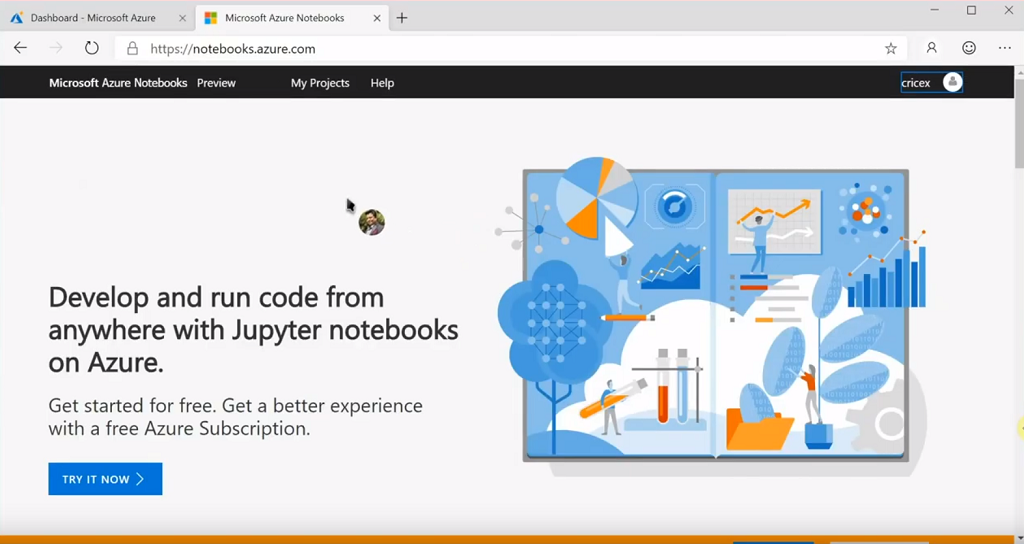 Dashboard - Microsoft Azure
Microsoft Azure Notebooks
https://notebooks.azure.com
Microsoft Azure Notebooks Preview My Projects Help cricex
Develop and run code from
anywhere with Jupyter notebooks
on Azure.
Get started for free. Get a better experience
with a free Azure Subscription.
TRY IT NOW